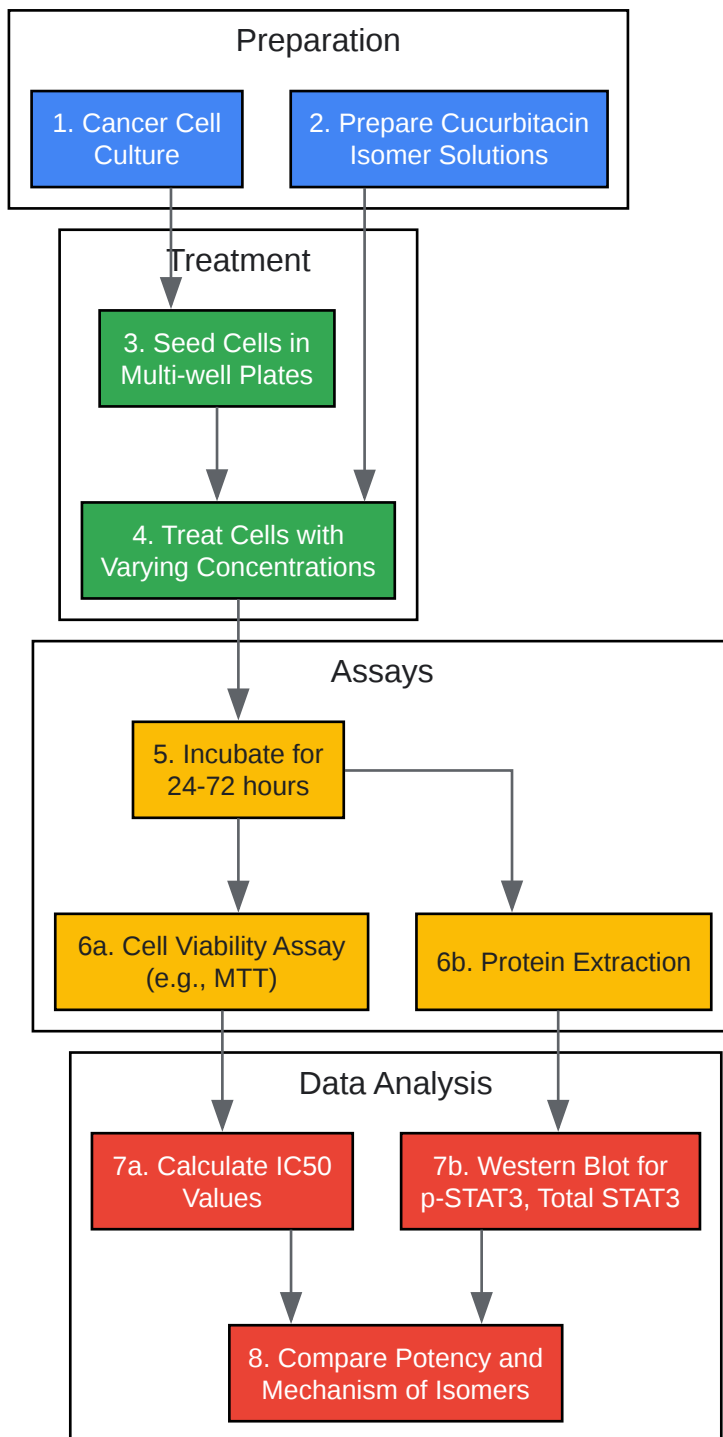 Preparation
1. Cancer Cell
Culture
2. Prepare Cucurbitacin
Isomer Solutions
Treatment
3. Seed Cells in
Multi-well Plates
4. Treat Cells with
Varying Concentrations
Assays
5. Incubate for
24-72 hours
6a. Cell Viability Assay
(e.g., MTT)
6b. Protein Extraction
Data Analysis
7a. Calculate IC50
Values
7b. Western Blot for
p-STAT3, Total STAT3
8. Compare Potency and
Mechanism of Isomers